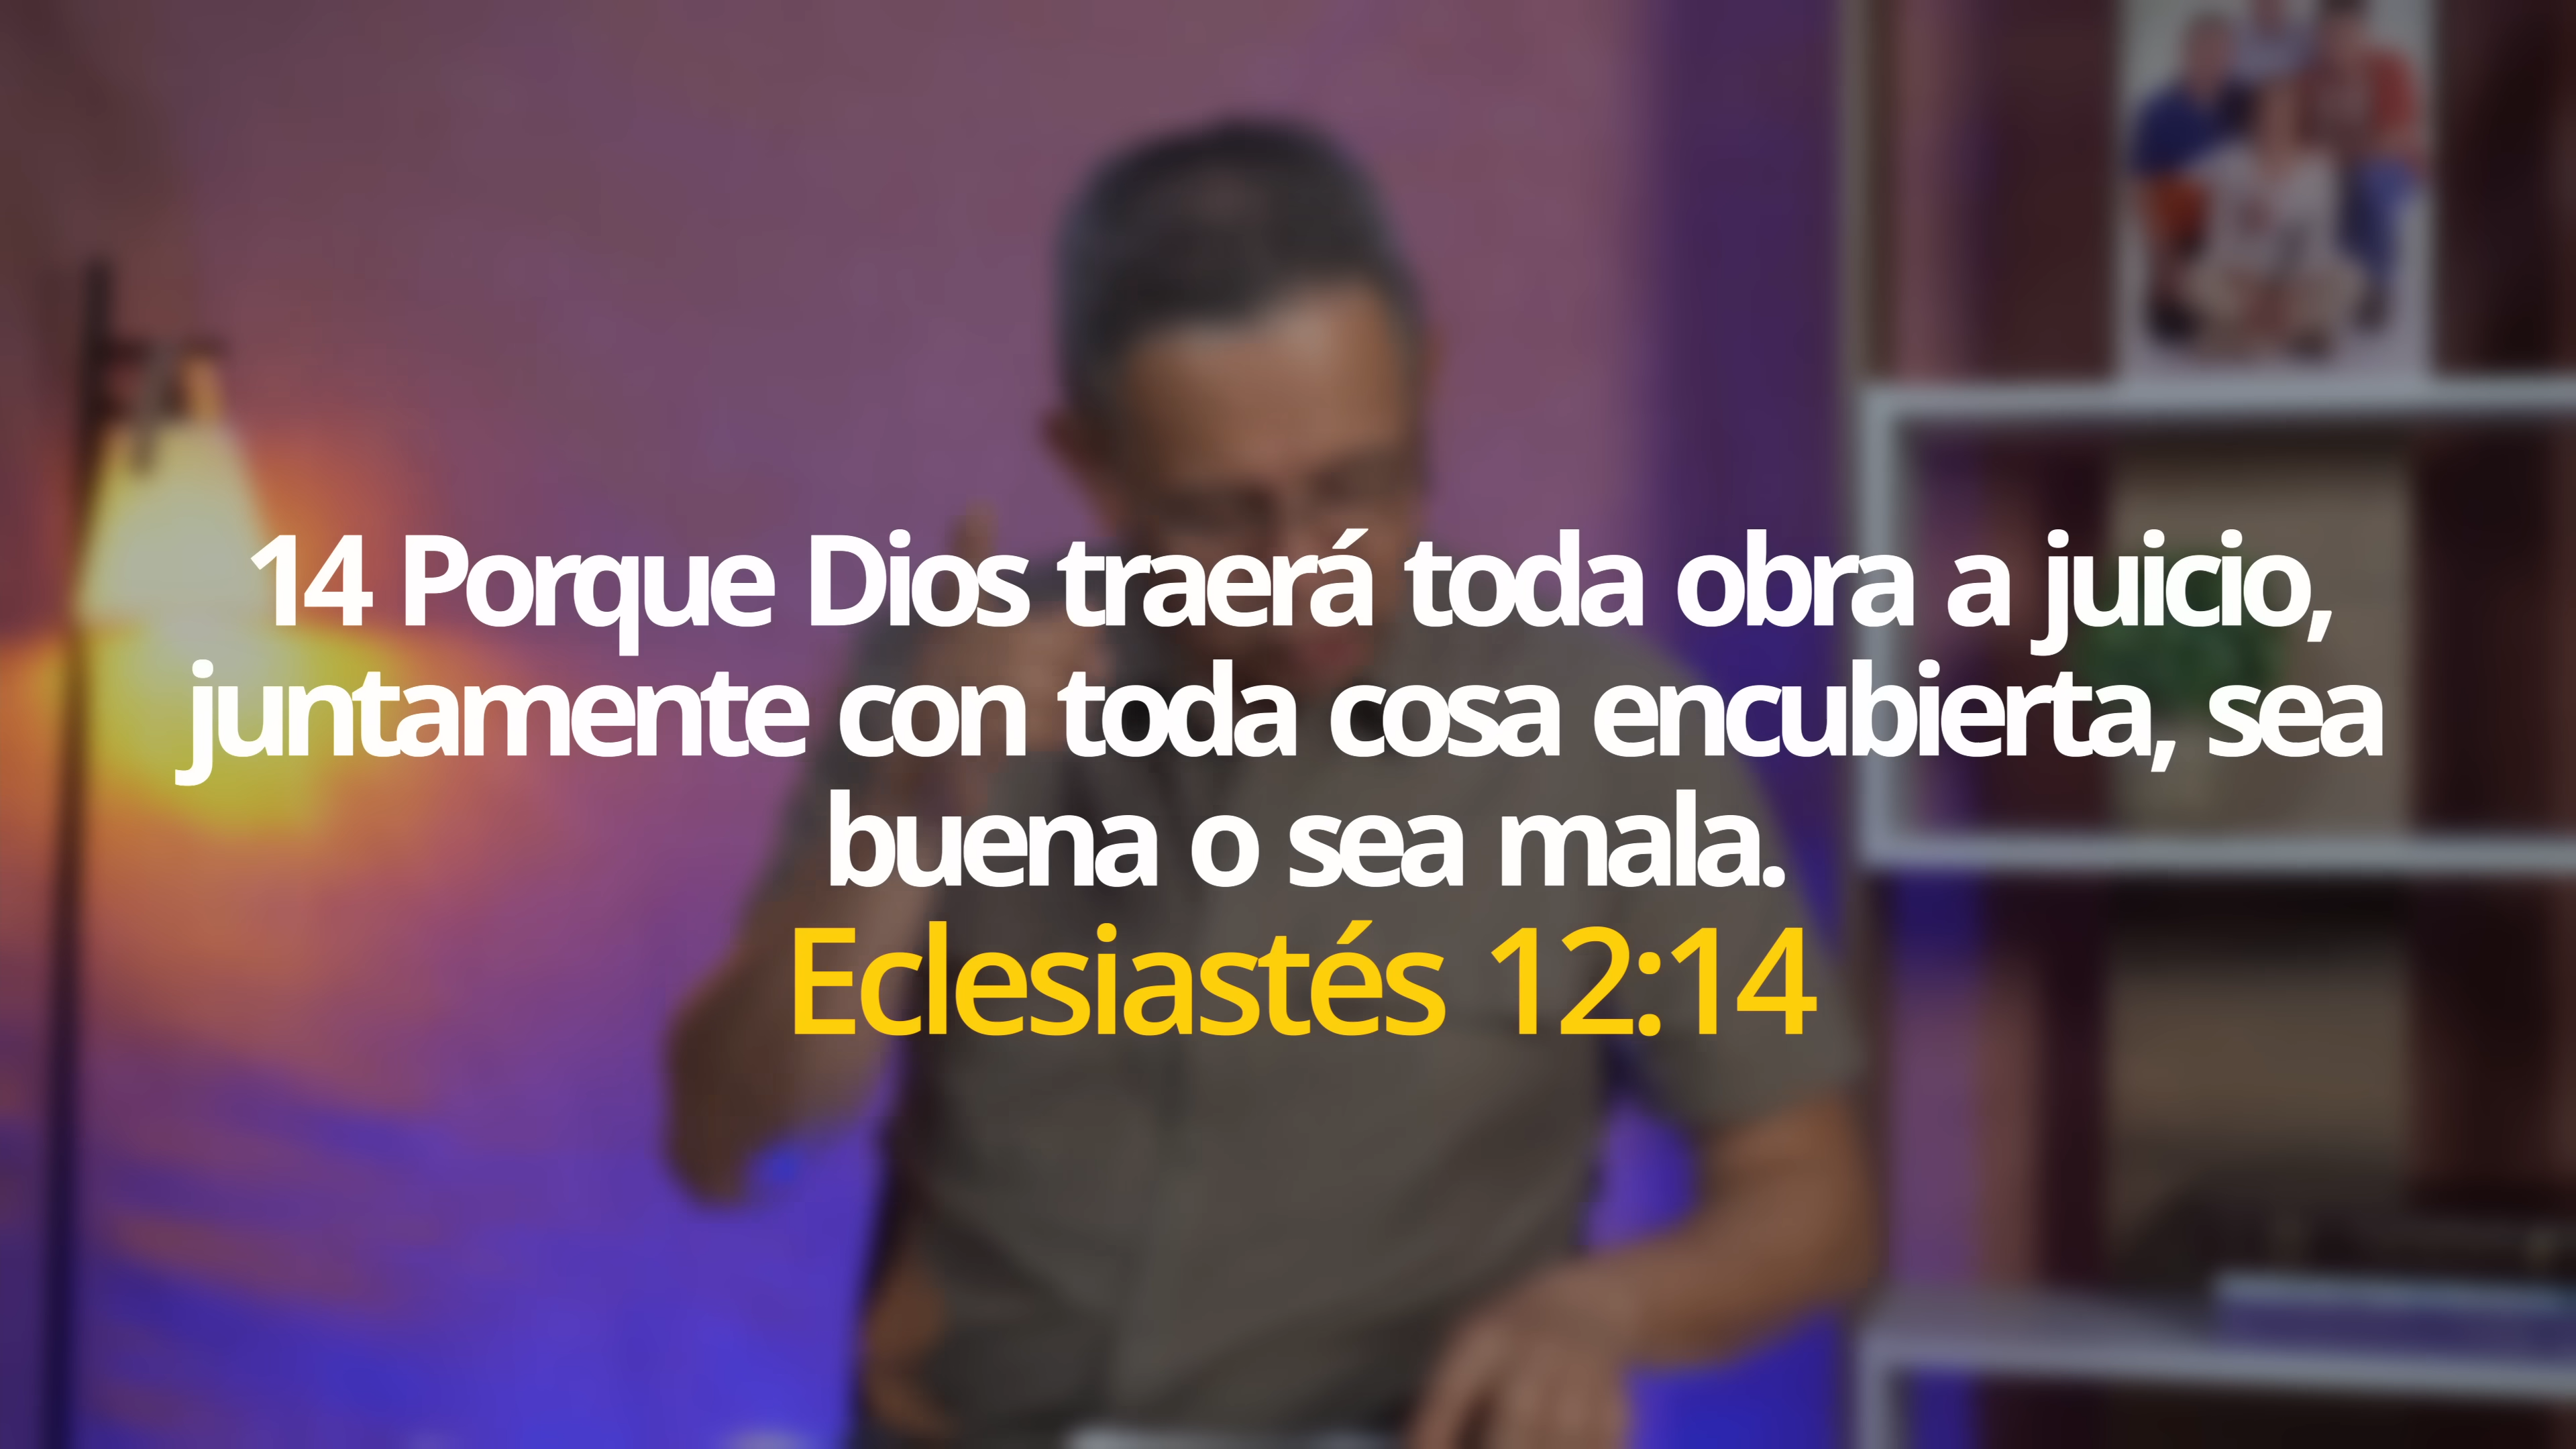 14 Porque Dios traerá toda obra a juicio,
juntamente con toda cosa encubierta, sea
buena o sea mala.
Eclesiastés 12:14